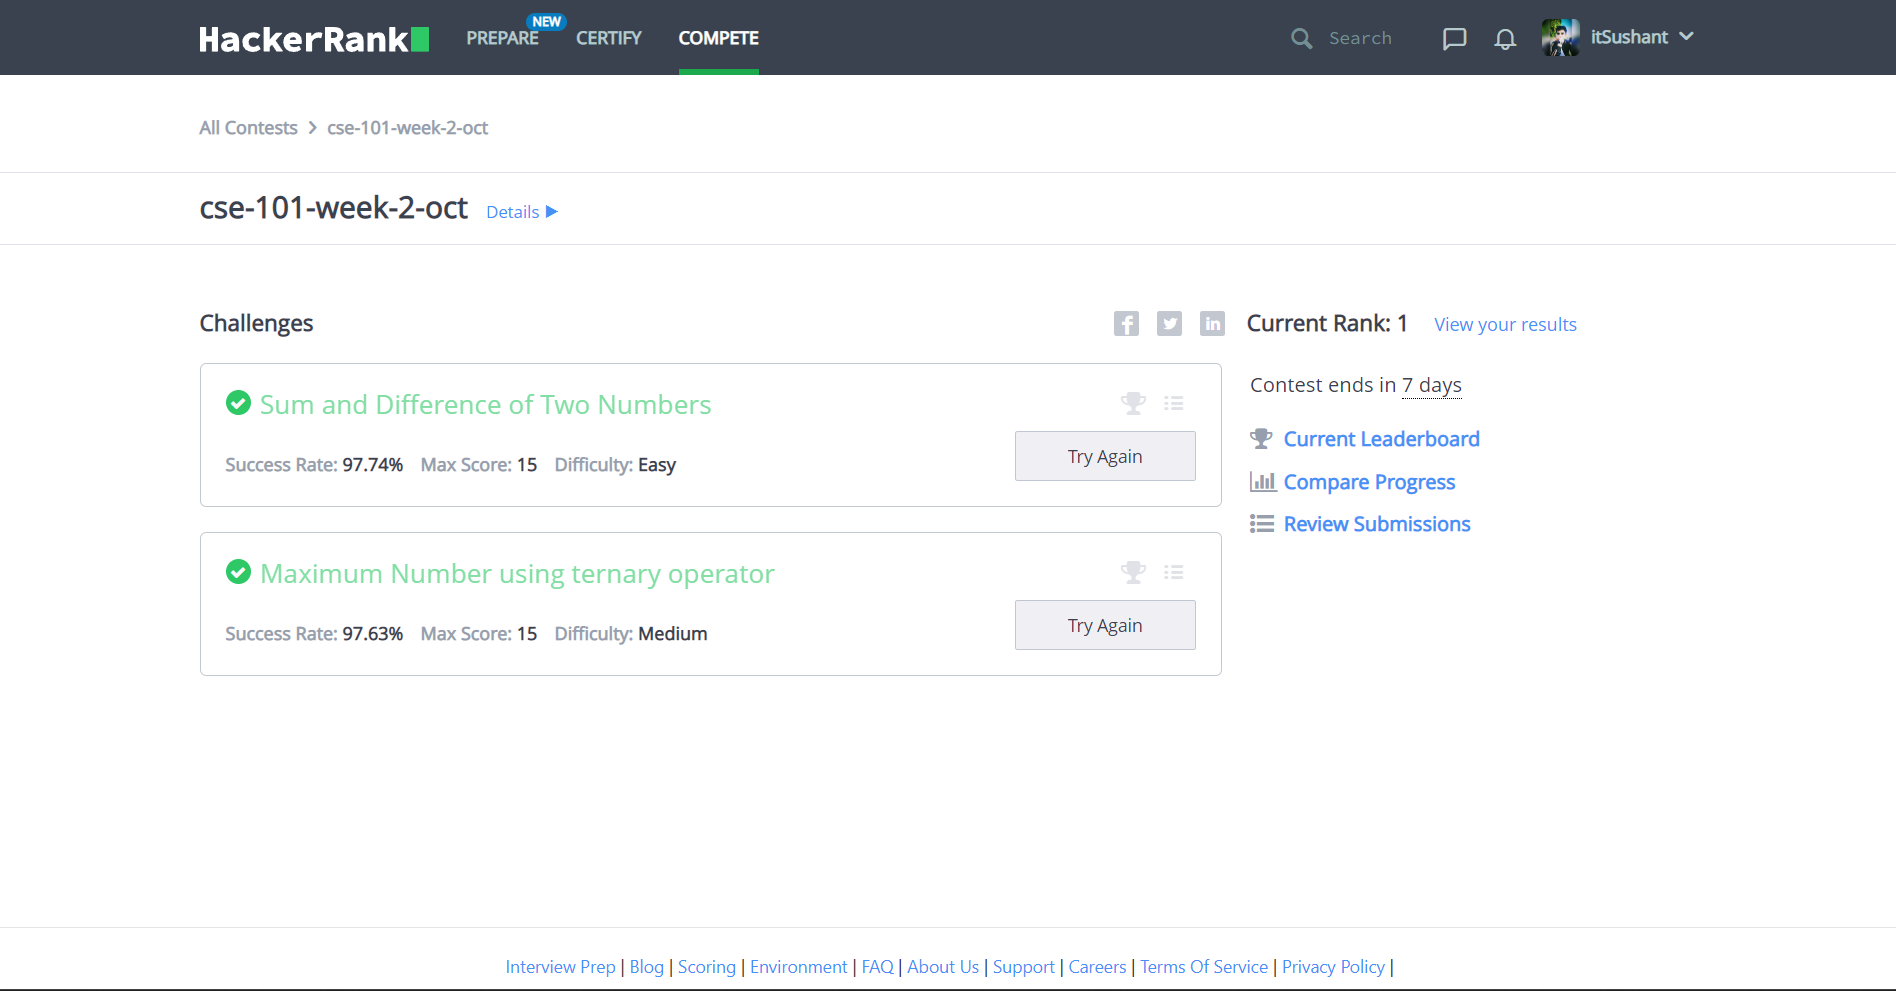 HackerRank PREPARE NEW CERTIFY COMPETE Search itSushant
All Contests cse-101-week-2-oct
cse-101-week-2-oct Details
Challenges
Sum and Difference of Two Numbers
Success Rate: 97.74% Max Score: 15 Difficulty: Easy
Try Again
Maximum Number using ternary operator
Success Rate: 97.63% Max Score: 15 Difficulty: Medium
Try Again
Current Rank: 1 View your results
Contest ends in 7 days
Current Leaderboard
Compare Progress
Review Submissions
Interview Prep | Blog | Scoring | Environment | FAQ | About Us | Support | Careers | Terms Of Service | Privacy Policy |